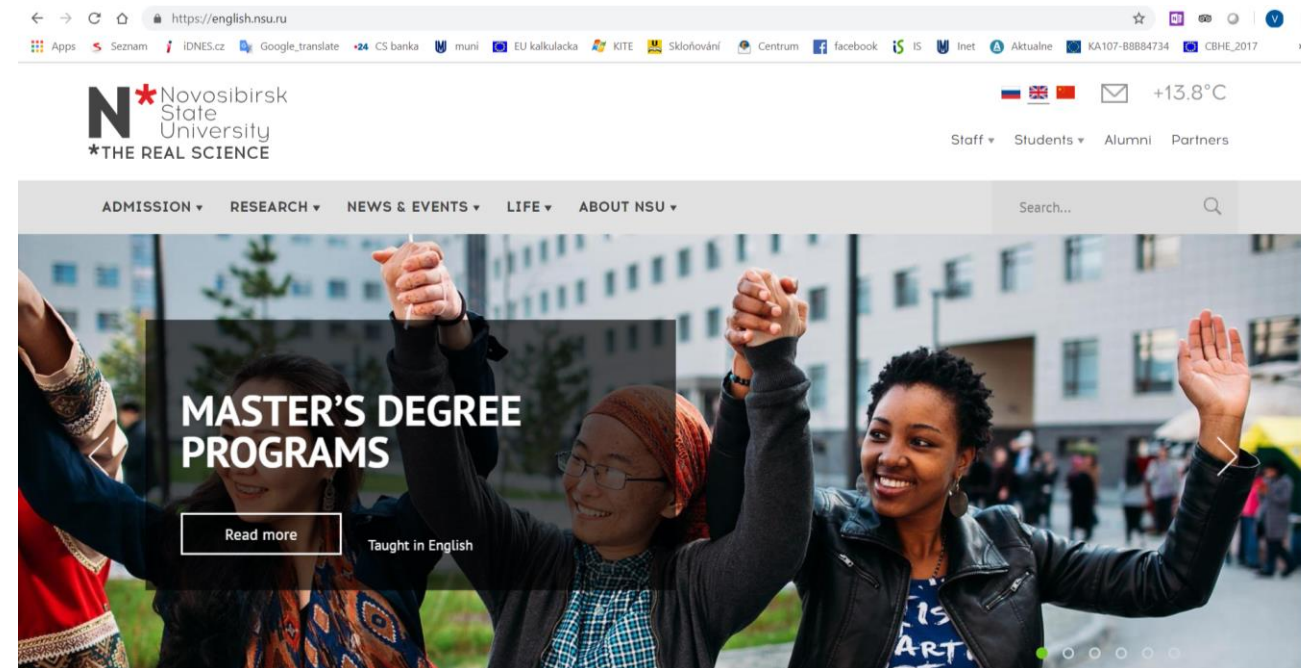 https://english.nsu.ru
Apps Seznam iDNES.cz Google_translate CS banka muni EU kalkulacka KITE Skloňování Centrum facebook IS Inet Aktualne KA107-B8B84734 CBHE_2017
N*Novosibirsk
State
University
*THE REAL SCIENCE
+13.8°C
Staff Students Alumni Partners
ADMISSION RESEARCH NEWS & EVENTS LIFE ABOUT NSU Search...
MASTER'S DEGREE
PROGRAMS
Read more Taught in English